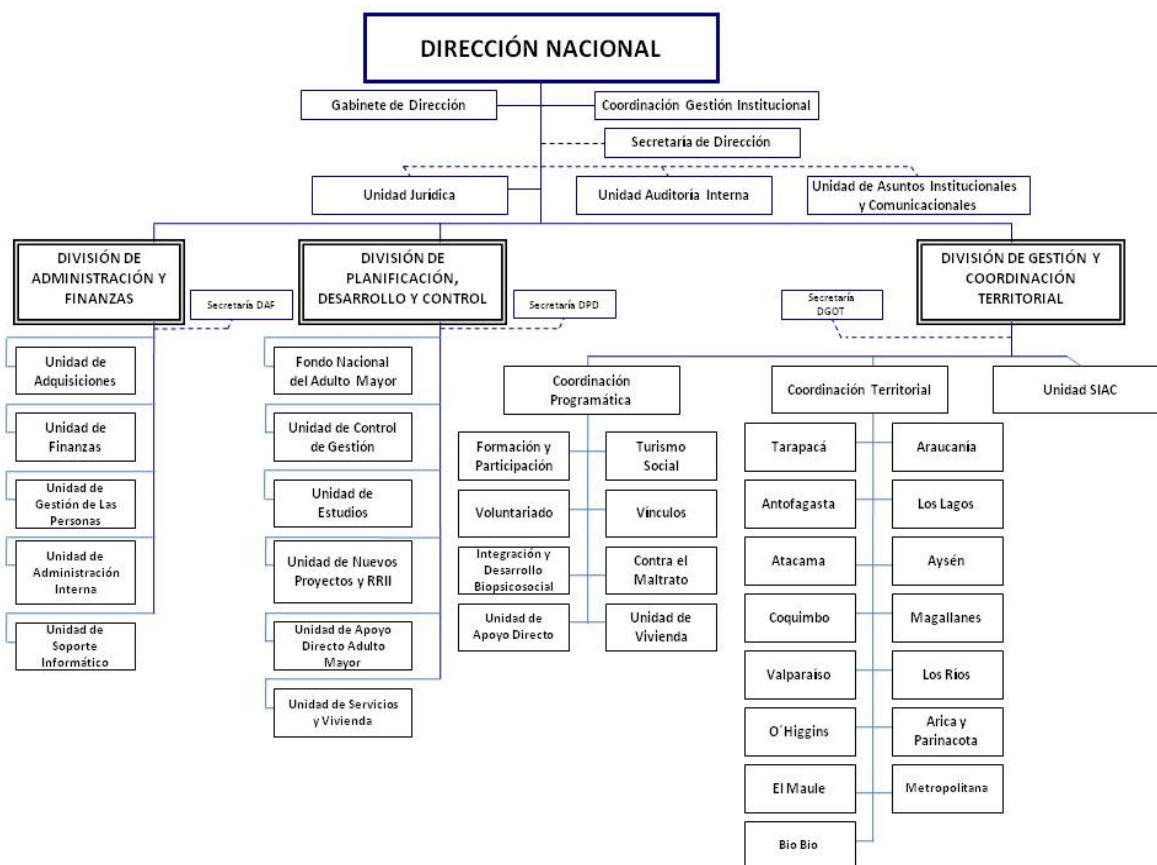 DIRECCIÓN NACIONAL
Gabinete de Dirección
Coordinación Gestión Institucional
Secretaría de Dirección
Unidad Jurídica
Unidad Auditoría Interna
Unidad de Asuntos Institucionales
y Comunicacionales
DIVISIÓN DE
ADMINISTRACIÓN Y
FINANZAS
Secretaría DAF
DIVISIÓN DE
PLANIFICACIÓN,
DESARROLLO Y CONTROL
Secretaría DPD
Secretaría
DGOT
DIVISIÓN DE GESTIÓN Y
COORDINACIÓN
TERRITORIAL
Unidad de
Adquisiciones
Unidad de
Finanzas
Unidad de
Gestión de Las
Personas
Unidad de
Administración
Interna
Unidad de
Soporte
Informático
Fondo Nacional
del Adulto Mayor
Unidad de Control
de Gestión
Unidad de
Estudios
Unidad de Nuevos
Proyectos y RRII
Unidad de Apoyo
Directo Adulto
Mayor
Unidad de Servicios
y Vivienda
Coordinación
Programática
Formación y
Participación
Turismo
Social
Voluntariado
Vínculos
Integración y
Desarrollo
Biopsicosocial
Contra el
Maltrato
Unidad de
Apoyo Directo
Unidad de
Vivienda
Coordinación Territorial
Tarapacá
Araucanía
Antofagasta
Los Lagos
Atacama
Aysén
Coquimbo
Magallanes
Valparaíso
Los Ríos
O´Higgins
Arica y
Parinacota
El Maule
Metropolitana
Bio Bio
Unidad SIAC